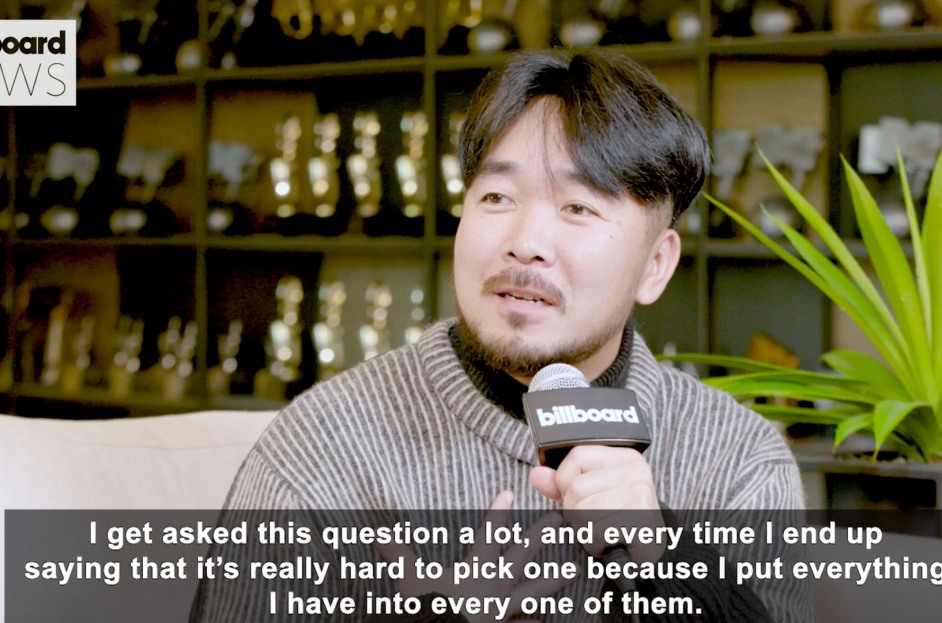 board
WS
billboard
I get asked this question a lot, and every time I end up
saying that it's really hard to pick one because I put everything
I have into every one of them.